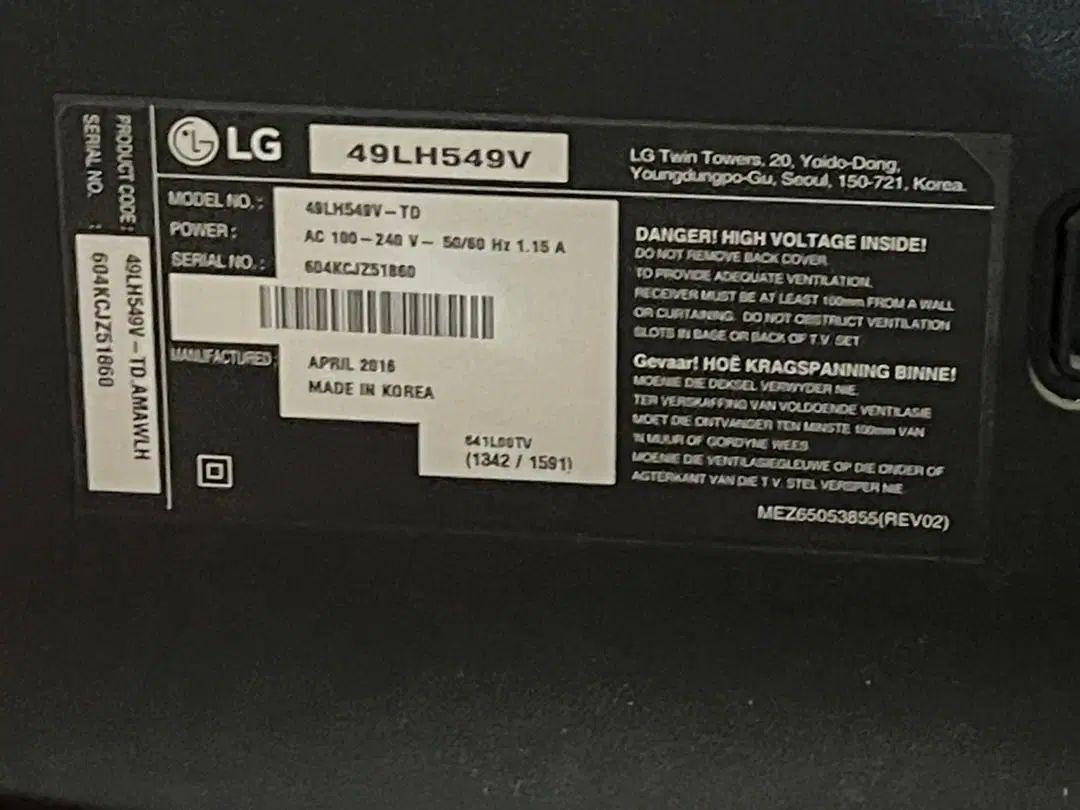 PRODUCT CODE:
SERIAL NO. :
49LH549V-TD.AMAWLH
604KCJZ51860
LG
49LH549V
LG Twin Towers, 20, Yoido-Dong,
Youngdungpo-Gu, Seoul, 150-721, Korea.
MODEL NO. :
49LH549V-TD
POWER :
AC 100-240 V~ 50/60 Hz 1.15 A
SERIAL NO. :
604KCJZ51860
MANUFACTURED :
APRIL 2016
MADE IN KOREA
641L00TV
(1342 / 1591)
DANGER! HIGH VOLTAGE INSIDE!
DO NOT REMOVE BACK COVER.
TO PROVIDE ADEQUATE VENTILATION,
RECEIVER MUST BE AT LEAST 100mm FROM A WALL
OR CURTAINING. DO NOT OBSTRUCT VENTILATION
SLOTS IN BASE OR BACK OF T.V. SET
Gevaar! HOË KRAGSPANNING BINNE!
MOENIE DIE DEKSEL VERWYDER NIE.
TER VERSKAFFING VAN VOLDOENDE VENTILASIE
MOET DIE ONTVANGER TEN MINSTE 100mm VAN
'N MUUR OF GORDYNE WEES.
MOENIE DIE VENTILASIEGLEUWE OP DIE ONDER OF
AGTERKANT VAN DIE T.V. STEL VERSPER NIE.
MEZ65053855(REV02)